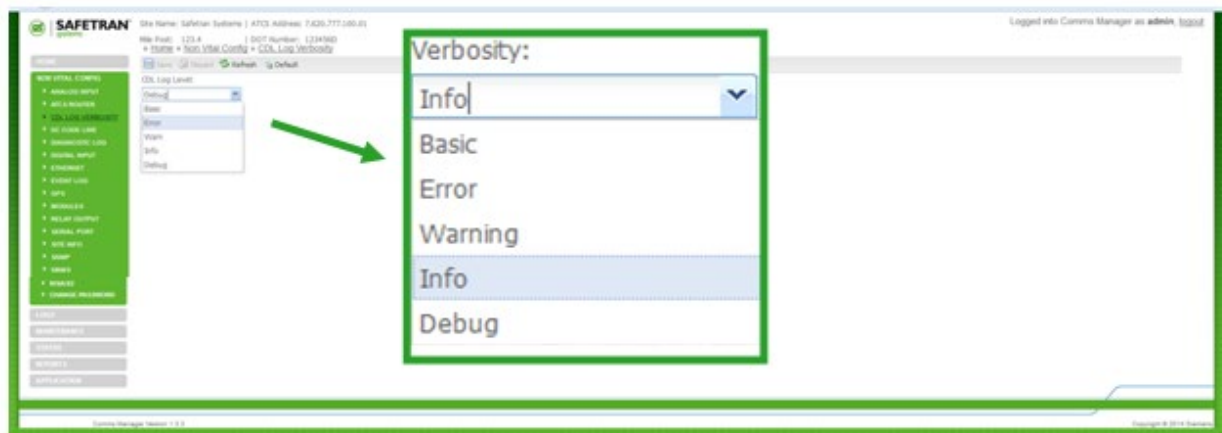 SAFETRAN
systems
Site Name: Safetran Systems | ATCS Address: 7.620.777.100.01
Mile Post: 123.4 | DOT Number: 123456D
Home » Non Vital Config » CDL Log Verbosity
Logged into Comms Manager as admin, logout
Save Discard Refresh Default
HOME
NON VITAL CONFIG
ANALOG INPUT
ATCS ROUTER
CDL LOG VERBOSITY
DC CODE LINE
DIAGNOSTIC LOG
DIGITAL INPUT
ETHERNET
EVENT LOG
GPS
MODULES
RELAY OUTPUT
SERIAL PORT
SITE INFO
SNMP
CHANGE PASSWORD
LOGS
MAINTENANCE
STATUS
REPORTS
APPLICATION
CDL Log Level:
Debug
Basic
Error
Warn
Info
Debug
Verbosity:
Info
Basic
Error
Warning
Info
Debug
Comms Manager Version 1.0.0
Copyright © 2014 Siemens